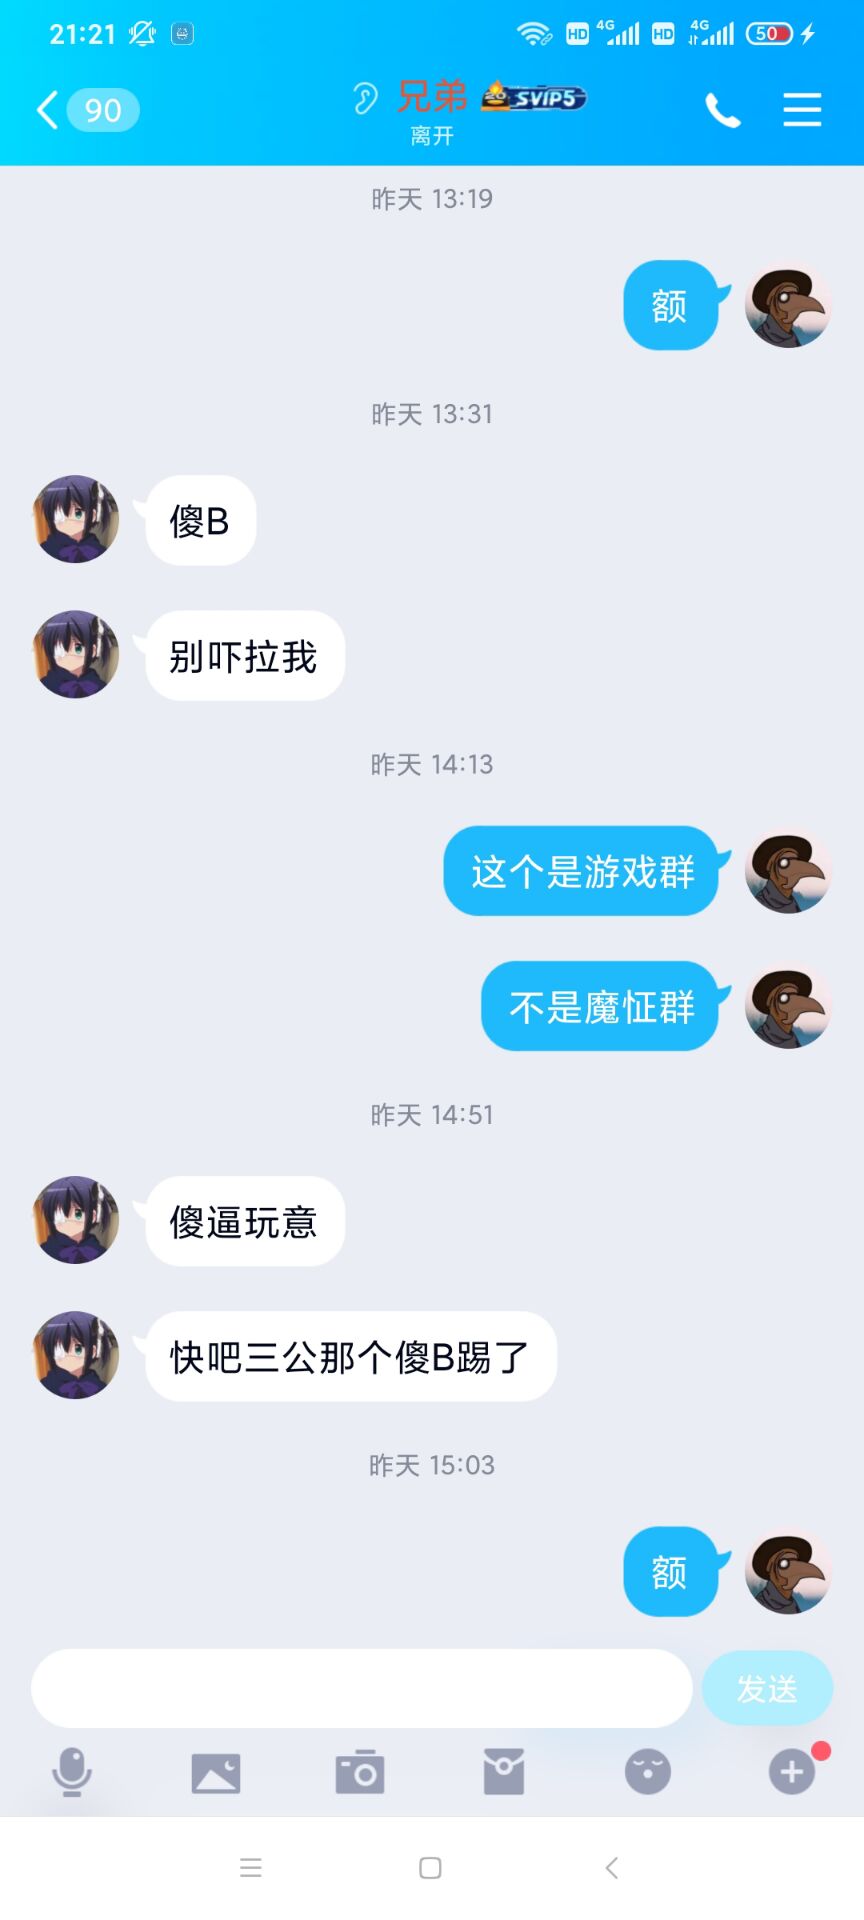 21:21
HD 4G HD 4G 50
90
兄弟 SVIP5
离开
昨天 13:19
额
昨天 13:31
傻B
别吓拉我
昨天 14:13
这个是游戏群
不是魔怔群
昨天 14:51
傻逼玩意
快吧三公那个傻B踢了
昨天 15:03
额
发送